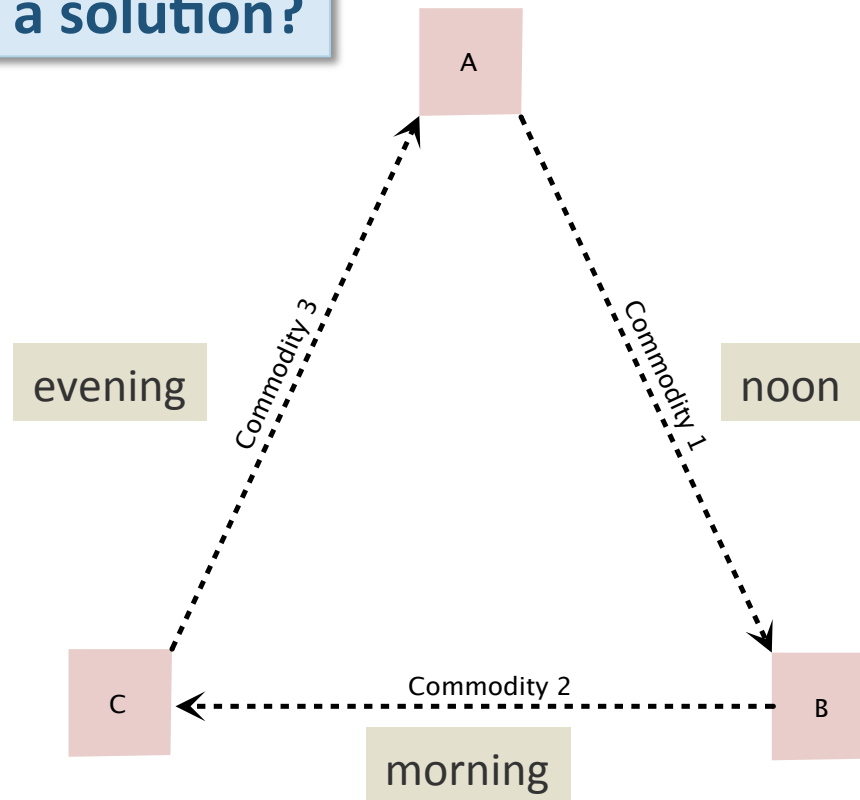 a solution?
A
Commodity 3
Commodity 1
evening
noon
Commodity 2
C
B
morning